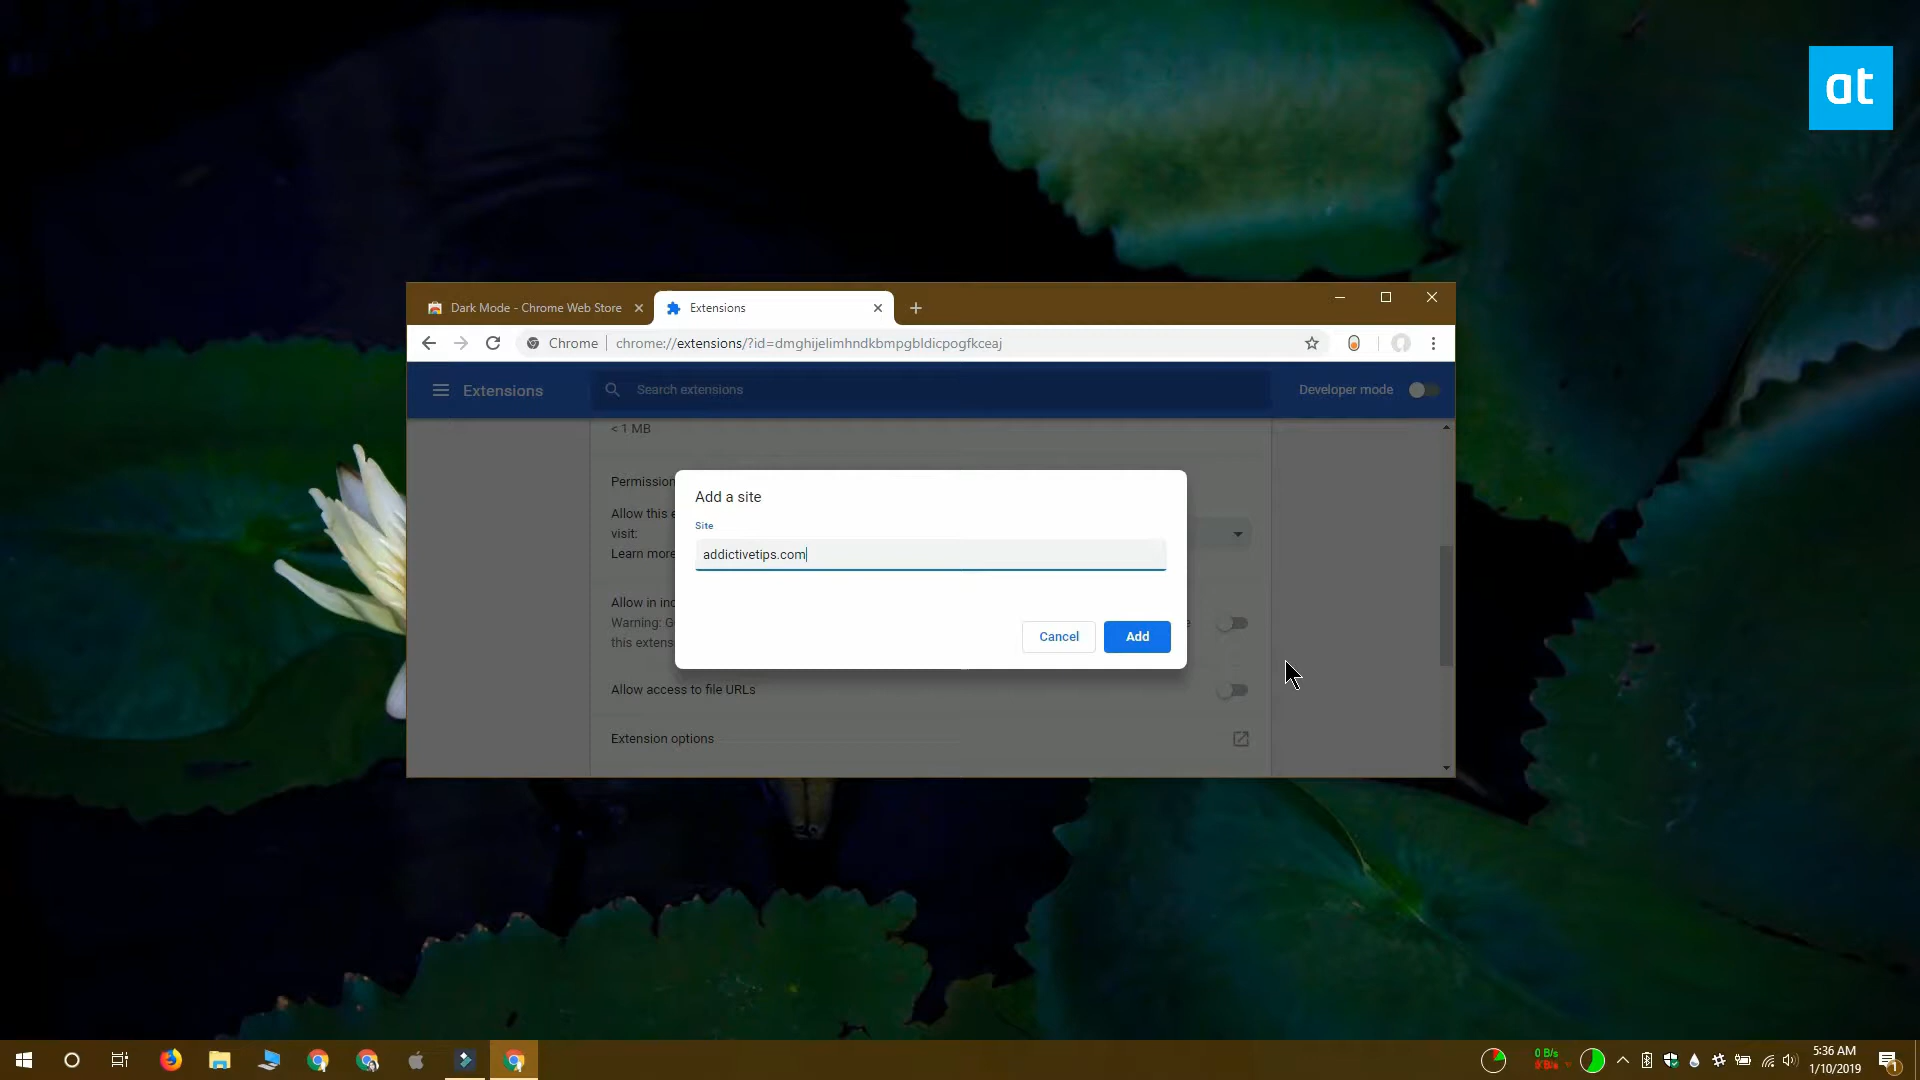 at
Dark Mode - Chrome Web Store
Extensions
Chrome
chrome://extensions/?id=dmghijelimhndkbmpgbldicpogfkceaj
Extensions
Search extensions
Developer mode
< 1 MB
Permission
Allow this e
visit:
Learn more
Add a site
Site
addictivetips.com
Cancel
Add
Allow in inc
Warning: G
this extens
Allow access to file URLs
Extension options
0 B/s
5:36 AM
1/10/2019
1